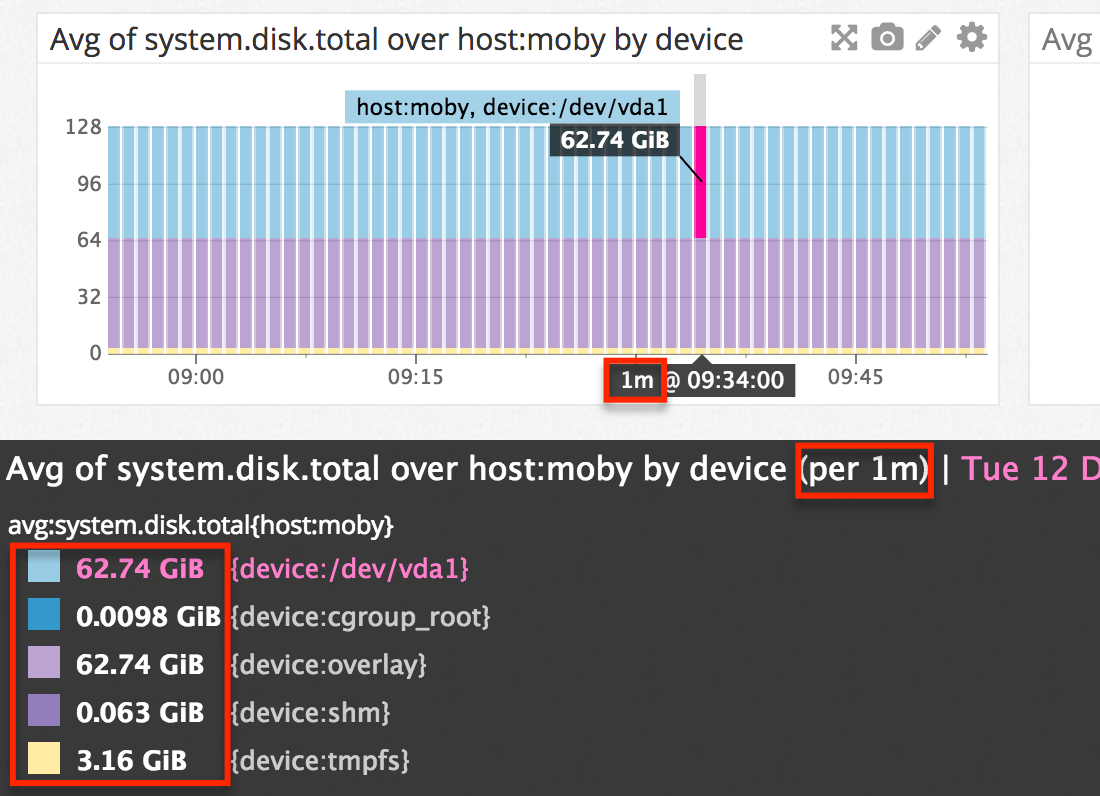 Avg of system.disk.total over host:moby by device
Avg
host:moby, device:/dev/vda1
62.74 GiB
128
96
64
32
0
09:00
09:15
1m @ 09:34:00
09:45
Avg of system.disk.total over host:moby by device (per 1m) | Tue 12 D
avg:system.disk.total{host:moby}
62.74 GiB {device:/dev/vda1}
0.0098 GiB {device:cgroup_root}
62.74 GiB {device:overlay}
0.063 GiB {device:shm}
3.16 GiB {device:tmpfs}